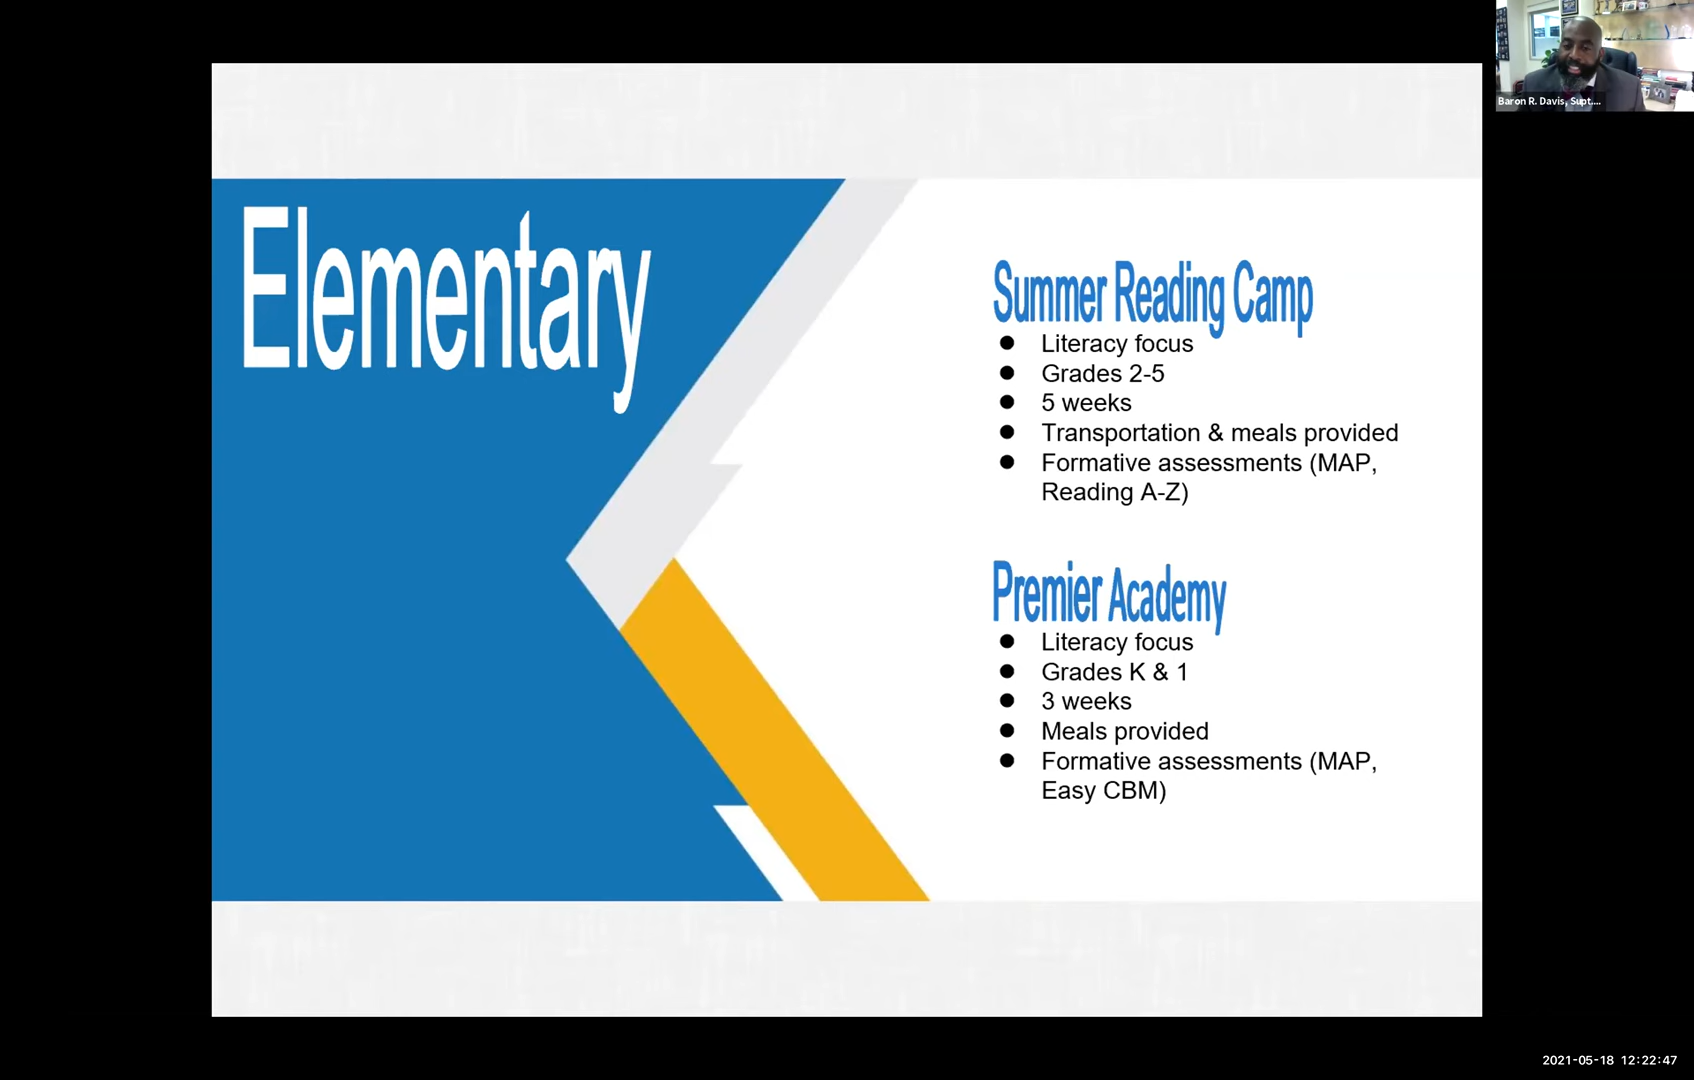 Elementary
Summer Reading Camp
● Literacy focus
● Grades 2-5
● 5 weeks
● Transportation & meals provided
● Formative assessments (MAP,
Reading A-Z)
Premier Academy
● Literacy focus
● Grades K & 1
● 3 weeks
● Meals provided
● Formative assessments (MAP,
Easy CBM)
Baron R. Davis, Supt....
2021-05-18 12:22:47